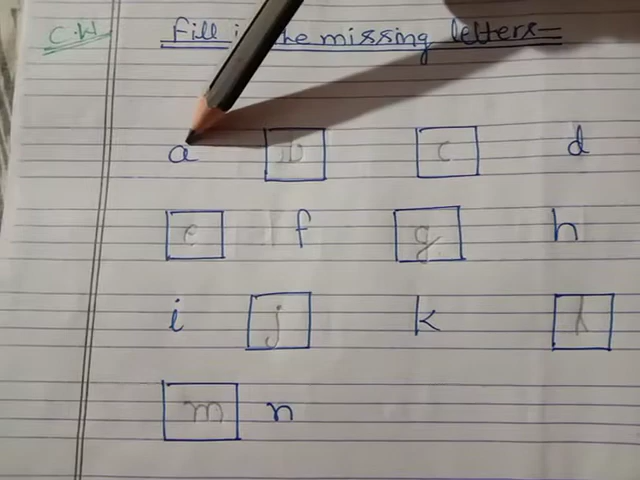 C.W
Fill i the missing letters-
a b c d
e f g h
i j k l
m n